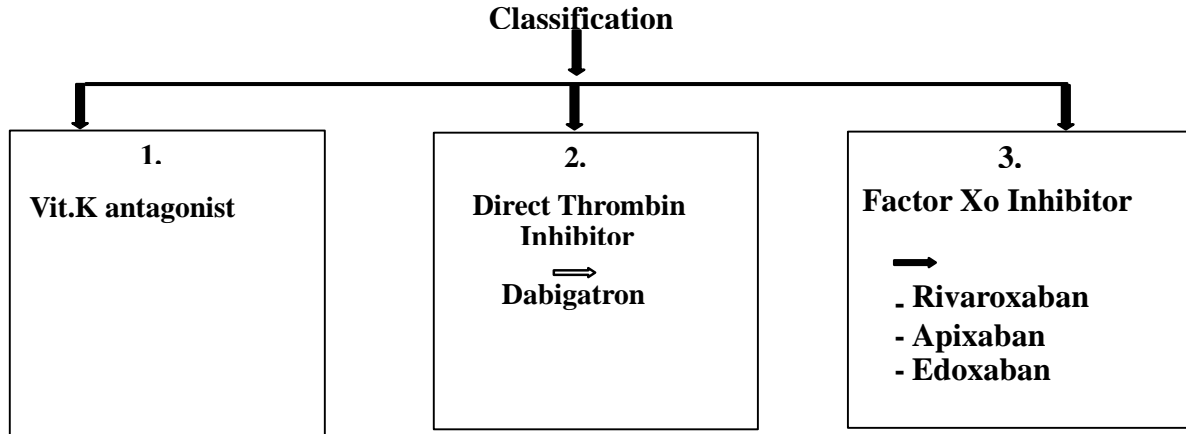 Classification
1.
Vit.K antagonist
2.
Direct Thrombin
Inhibitor
Dabigatron
3.
Factor Xo Inhibitor
- Rivaroxaban
- Apixaban
- Edoxaban